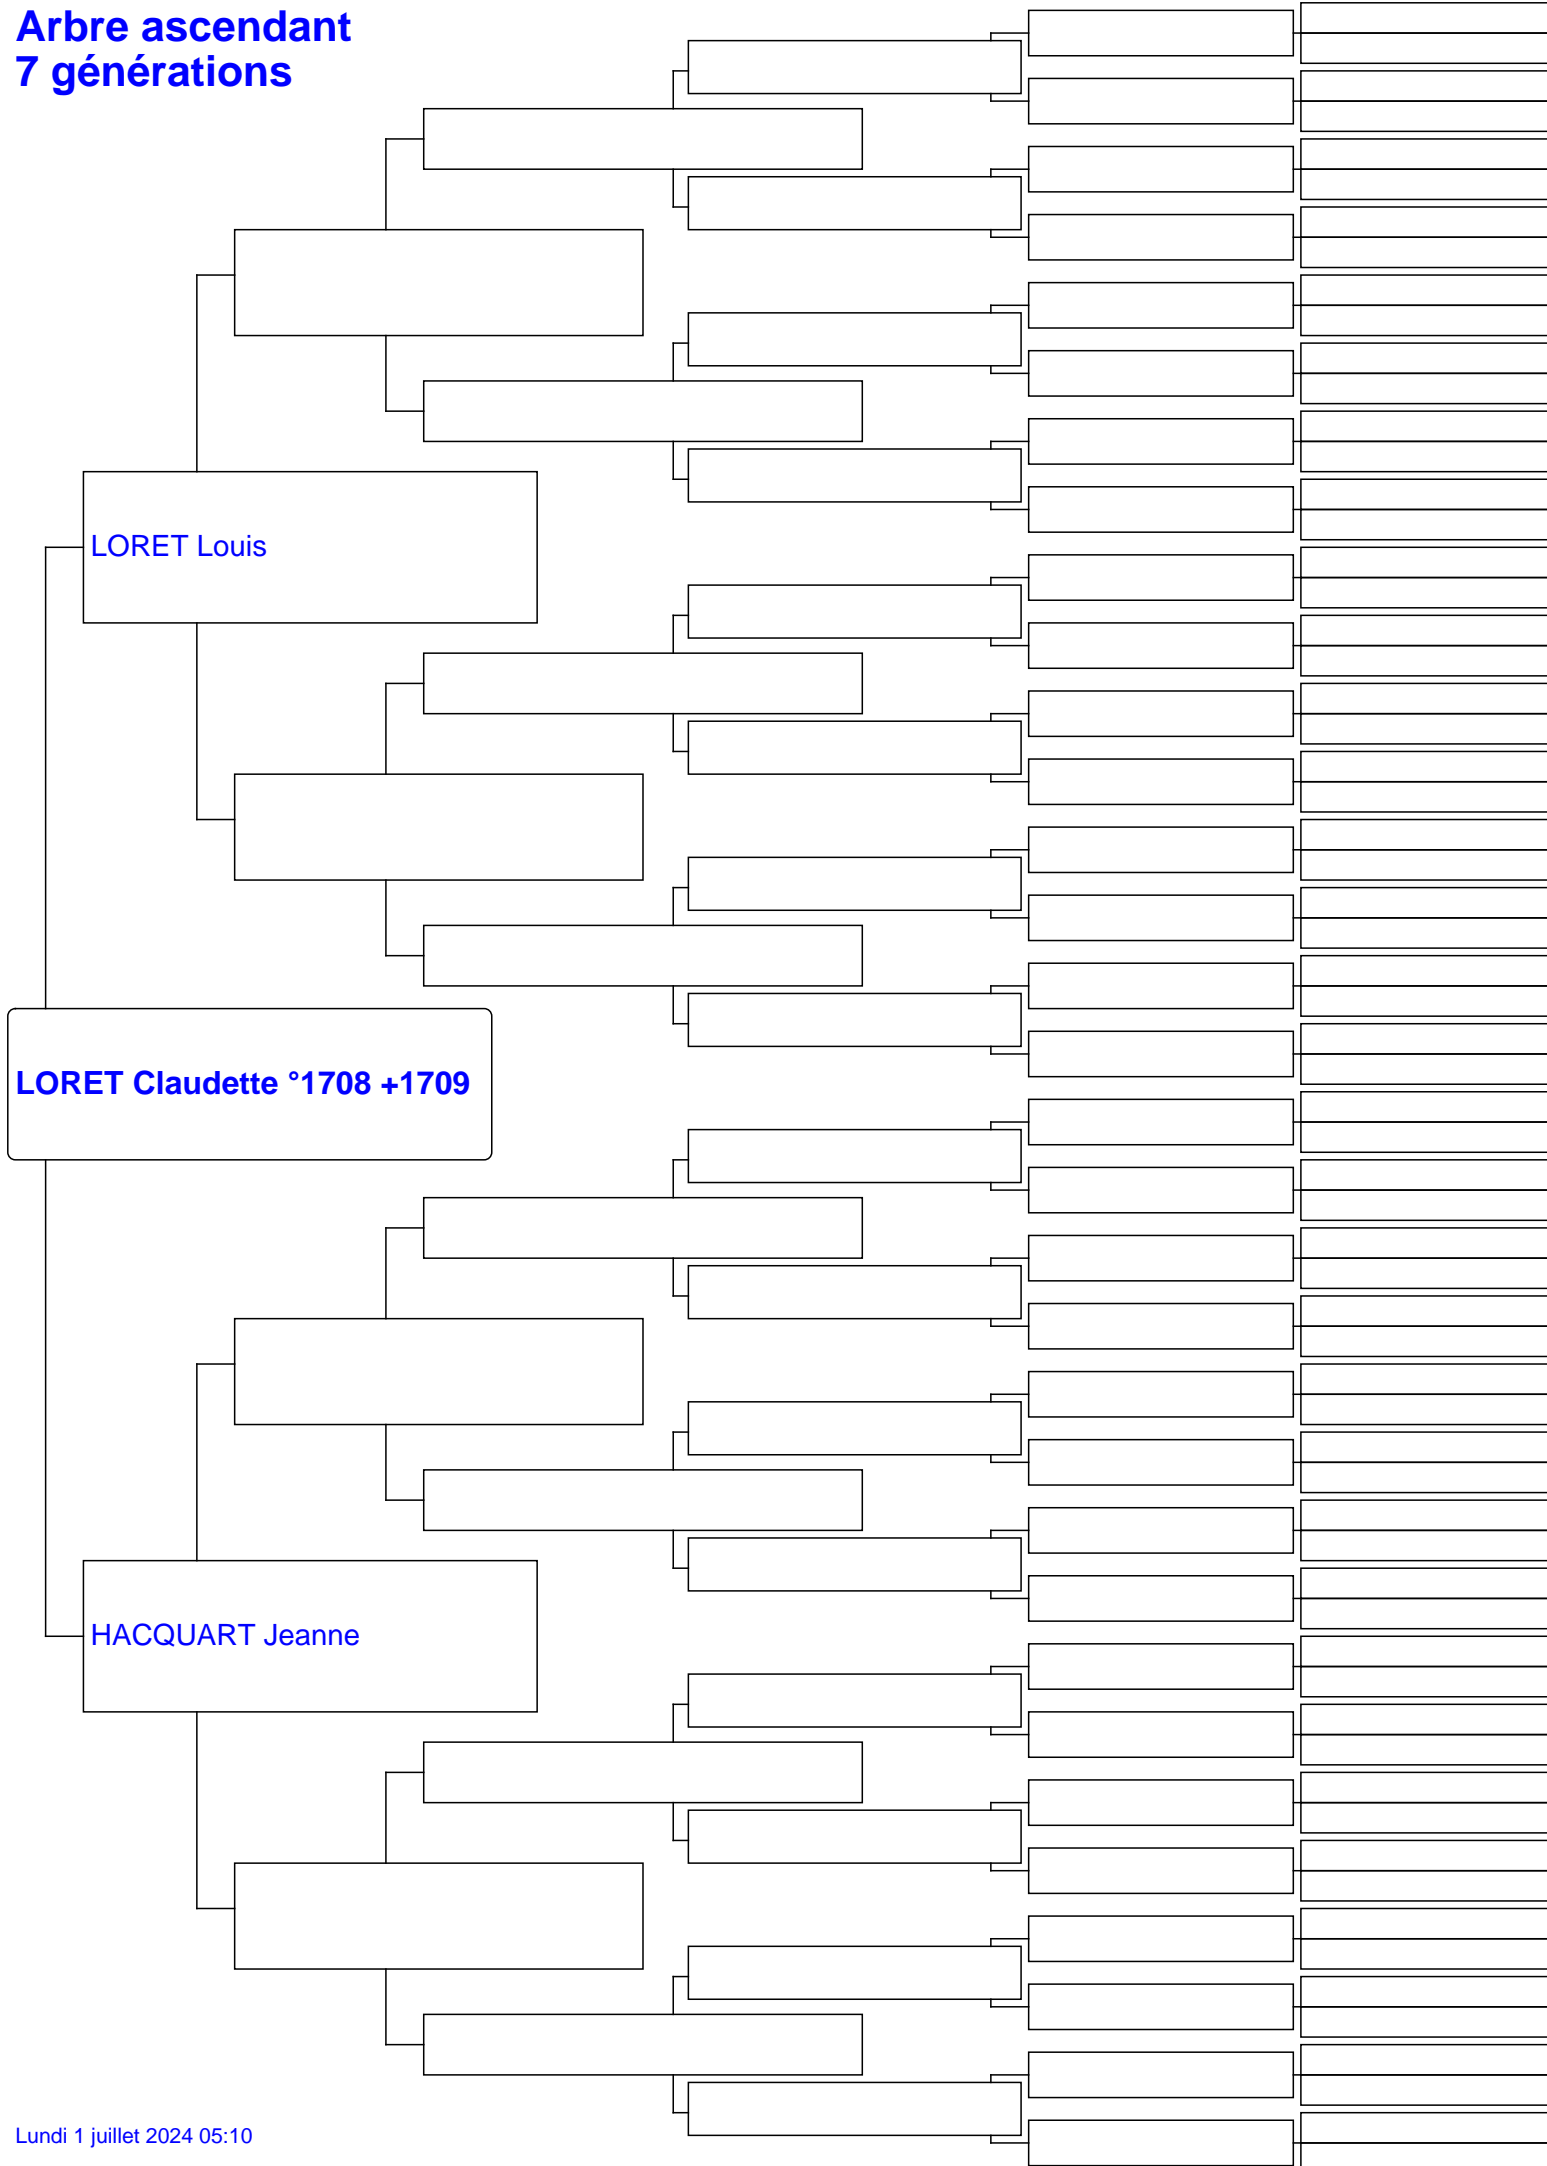 Arbre ascendant
7 générations
LORET Louis
LORET Claudette °1708 +1709
HACQUART Jeanne
Lundi 1 juillet 2024 05:10